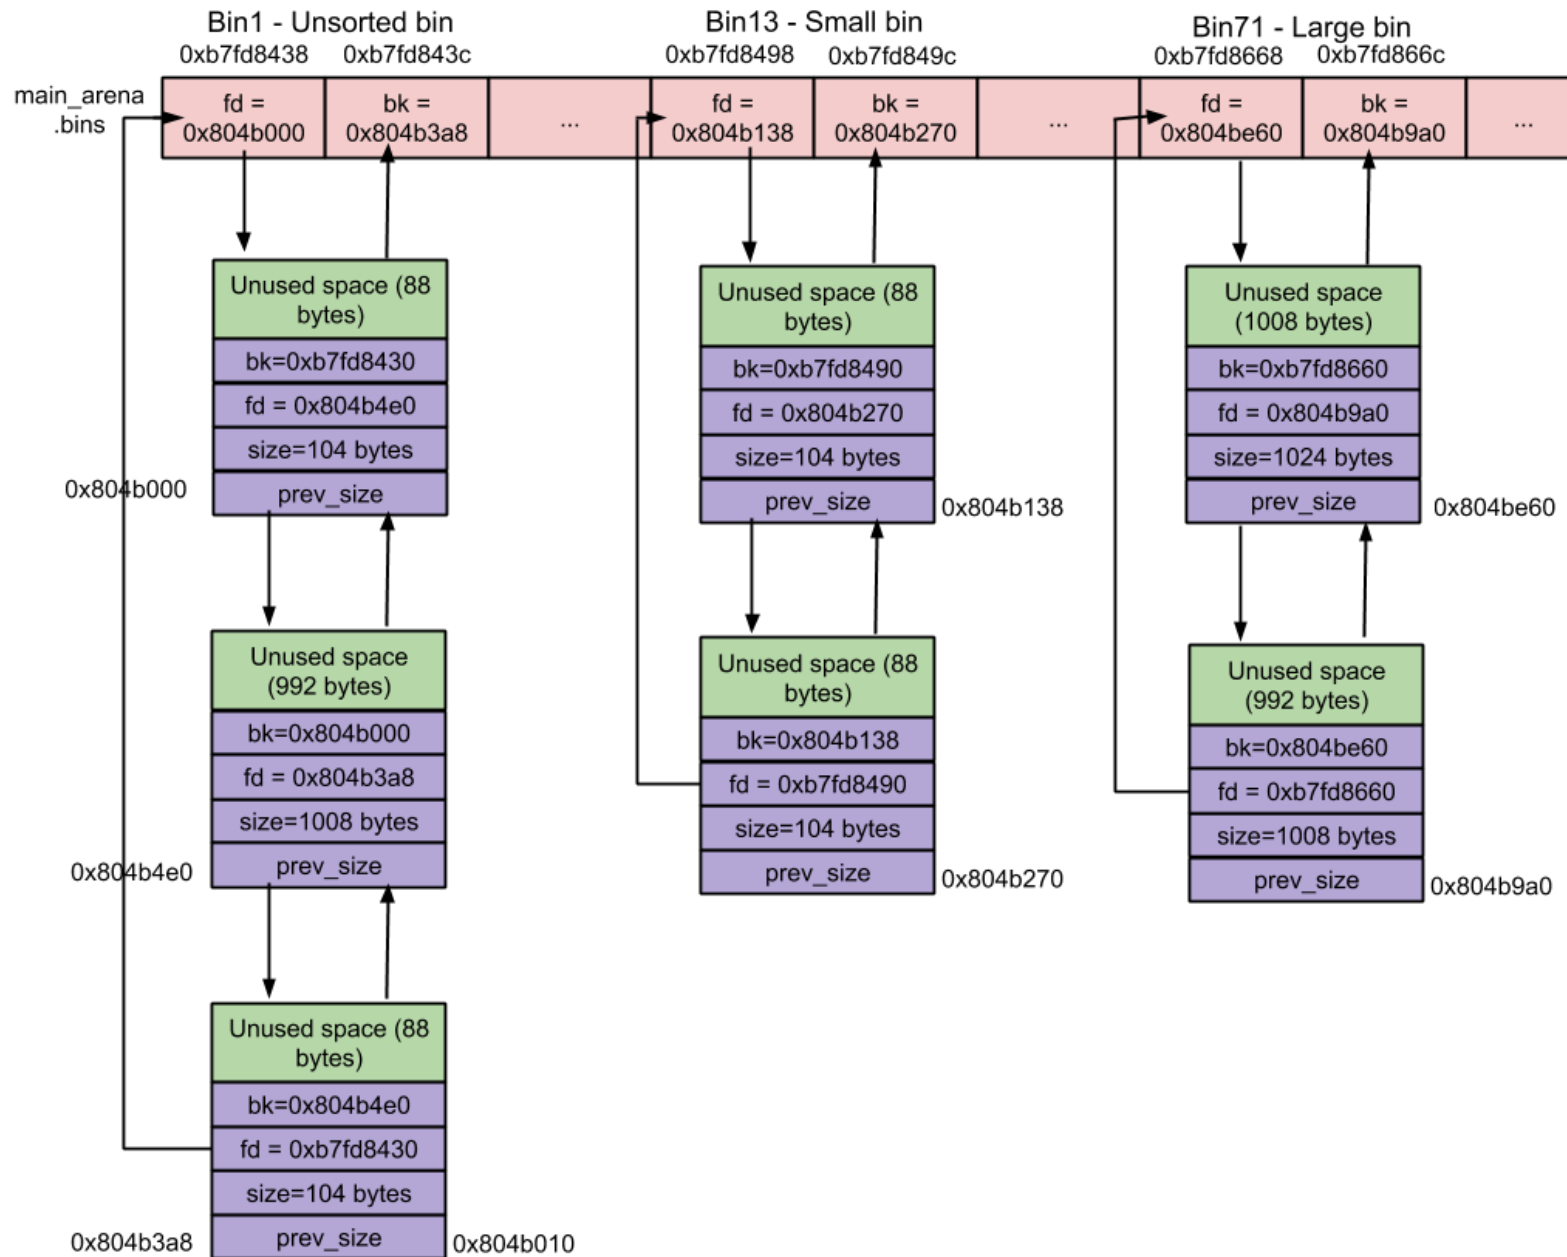 Bin1 - Unsorted bin
Bin13 - Small bin
Bin71 - Large bin
0xb7fd8438
0xb7fd843c
0xb7fd8498
0xb7fd849c
0xb7fd8668
0xb7fd866c
main_arena
.bins
fd =
0x804b000
bk =
0x804b3a8
...
fd =
0x804b138
bk =
0x804b270
...
fd =
0x804be60
bk =
0x804b9a0
...
Unused space (88
bytes)
bk=0xb7fd8430
fd = 0x804b4e0
size=104 bytes
prev_size
0x804b000
Unused space
(992 bytes)
bk=0x804b000
fd = 0x804b3a8
size=1008 bytes
prev_size
0x804b4e0
Unused space (88
bytes)
bk=0x804b4e0
fd = 0xb7fd8430
size=104 bytes
prev_size
0x804b3a8
0x804b010
Unused space (88
bytes)
bk=0xb7fd8490
fd = 0x804b270
size=104 bytes
prev_size
0x804b138
Unused space (88
bytes)
bk=0x804b138
fd = 0xb7fd8490
size=104 bytes
prev_size
0x804b270
Unused space
(1008 bytes)
bk=0xb7fd8660
fd = 0x804b9a0
size=1024 bytes
prev_size
0x804be60
Unused space
(992 bytes)
bk=0x804be60
fd = 0xb7fd8660
size=1008 bytes
prev_size
0x804b9a0